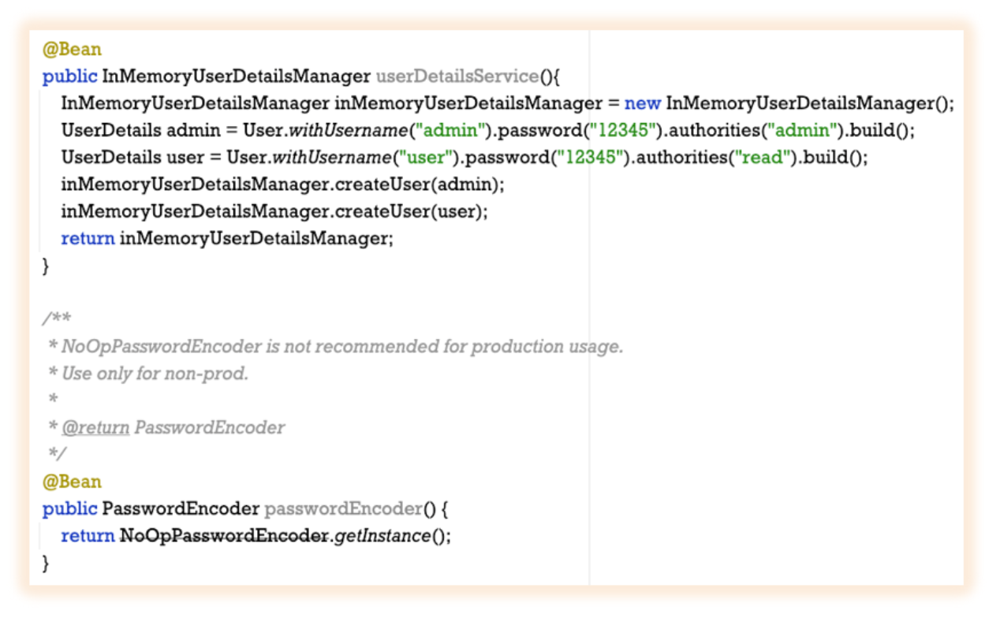 @Bean
public InMemoryUserDetailsManager userDetailsService(){
InMemoryUserDetailsManager inMemoryUserDetailsManager = new InMemoryUserDetailsManager();
UserDetails admin = User.withUsername("admin").password("12345").authorities("admin").build();
UserDetails user = User.withUsername("user").password("12345").authorities("read").build();
inMemoryUserDetailsManager.createUser(admin);
inMemoryUserDetailsManager.createUser(user);
return inMemoryUserDetailsManager;
}
/**
* NoOpPasswordEncoder is not recommended for production usage.
* Use only for non-prod.
*
* @return PasswordEncoder
*/
@Bean
public PasswordEncoder passwordEncoder() {
return NoOpPasswordEncoder.getInstance();
}